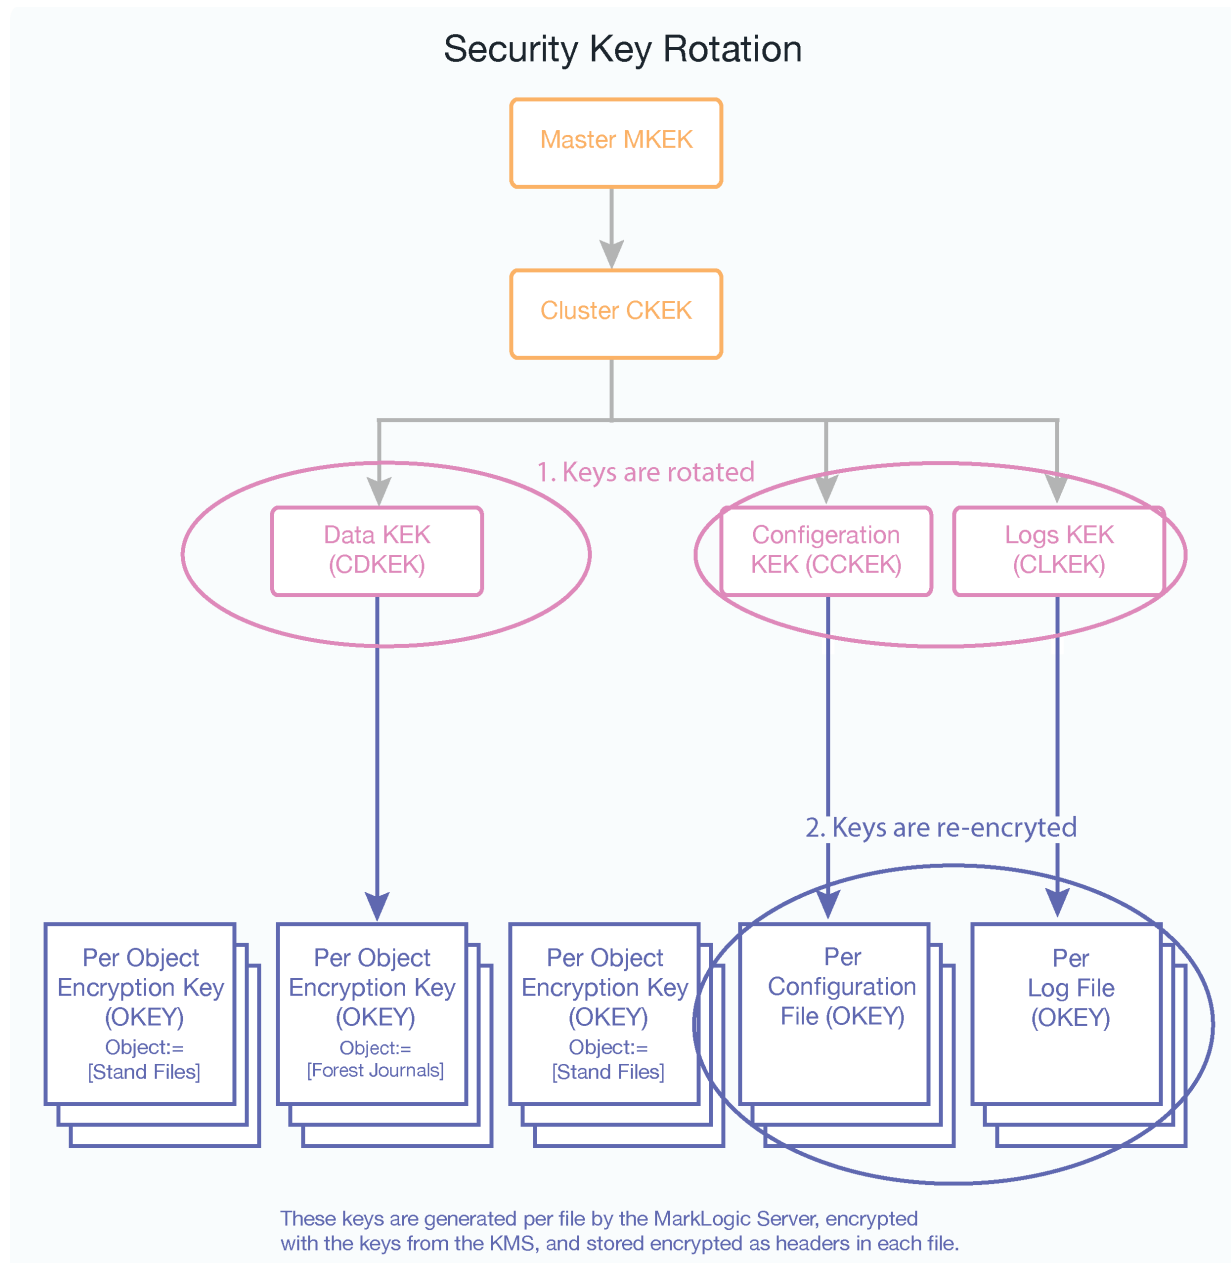 Security Key Rotation
Master MKEK
Cluster CKEK
1. Keys are rotated
Data KEK
(CDKEK)
Configeration
KEK (CCKEK)
Logs KEK
(CLKEK)
2. Keys are re-encryted
Per Object
Encryption Key
(OKEY)
Object:=
[Stand Files]
Per Object
Encryption Key
(OKEY)
Object:=
[Forest Journals]
Per Object
Encryption Key
(OKEY)
Object:=
[Stand Files]
Per
Configuration
File (OKEY)
Per
Log File
(OKEY)
These keys are generated per file by the MarkLogic Server, encrypted
with the keys from the KMS, and stored encrypted as headers in each file.